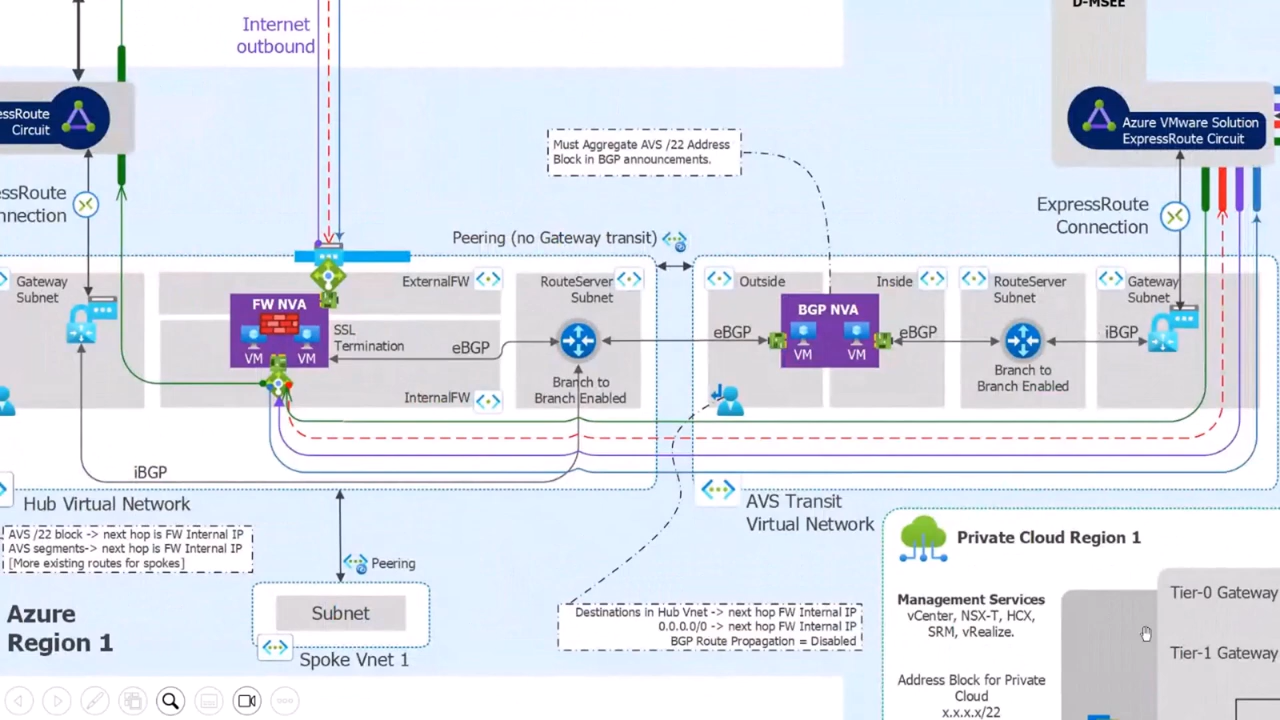 D-MSEE
Internet
outbound
essRoute
Circuit
Azure VMware Solution
ExpressRoute Circuit
Must Aggregate AVS /22 Address
Block in BGP announcements.
essRoute
nnection
ExpressRoute
Connection
Peering (no Gateway transit)
Gateway
Subnet
ExternalFW
RouteServer
Subnet
Outside
Inside
RouteServer
Subnet
Gateway
Subnet
FW NVA
VM
VM
SSL
Termination
eBGP
eBGP
BGP NVA
VM
VM
eBGP
iBGP
Branch to
Branch Enabled
Branch to
Branch Enabled
InternalFW
iBGP
Hub Virtual Network
AVS Transit
Virtual Network
AVS /22 block -> next hop is FW Internal IP
AVS segments-> next hop is FW Internal IP
[More existing routes for spokes]
Peering
Private Cloud Region 1
Azure
Region 1
Subnet
Spoke Vnet 1
Destinations in Hub Vnet -> next hop FW Internal IP
0.0.0.0/0 -> next hop FW Internal IP
BGP Route Propagation = Disabled
Management Services
vCenter, NSX-T, HCX,
SRM, vRealize.
Tier-0 Gateway
Tier-1 Gateway
Address Block for Private
Cloud
x.x.x.x/22